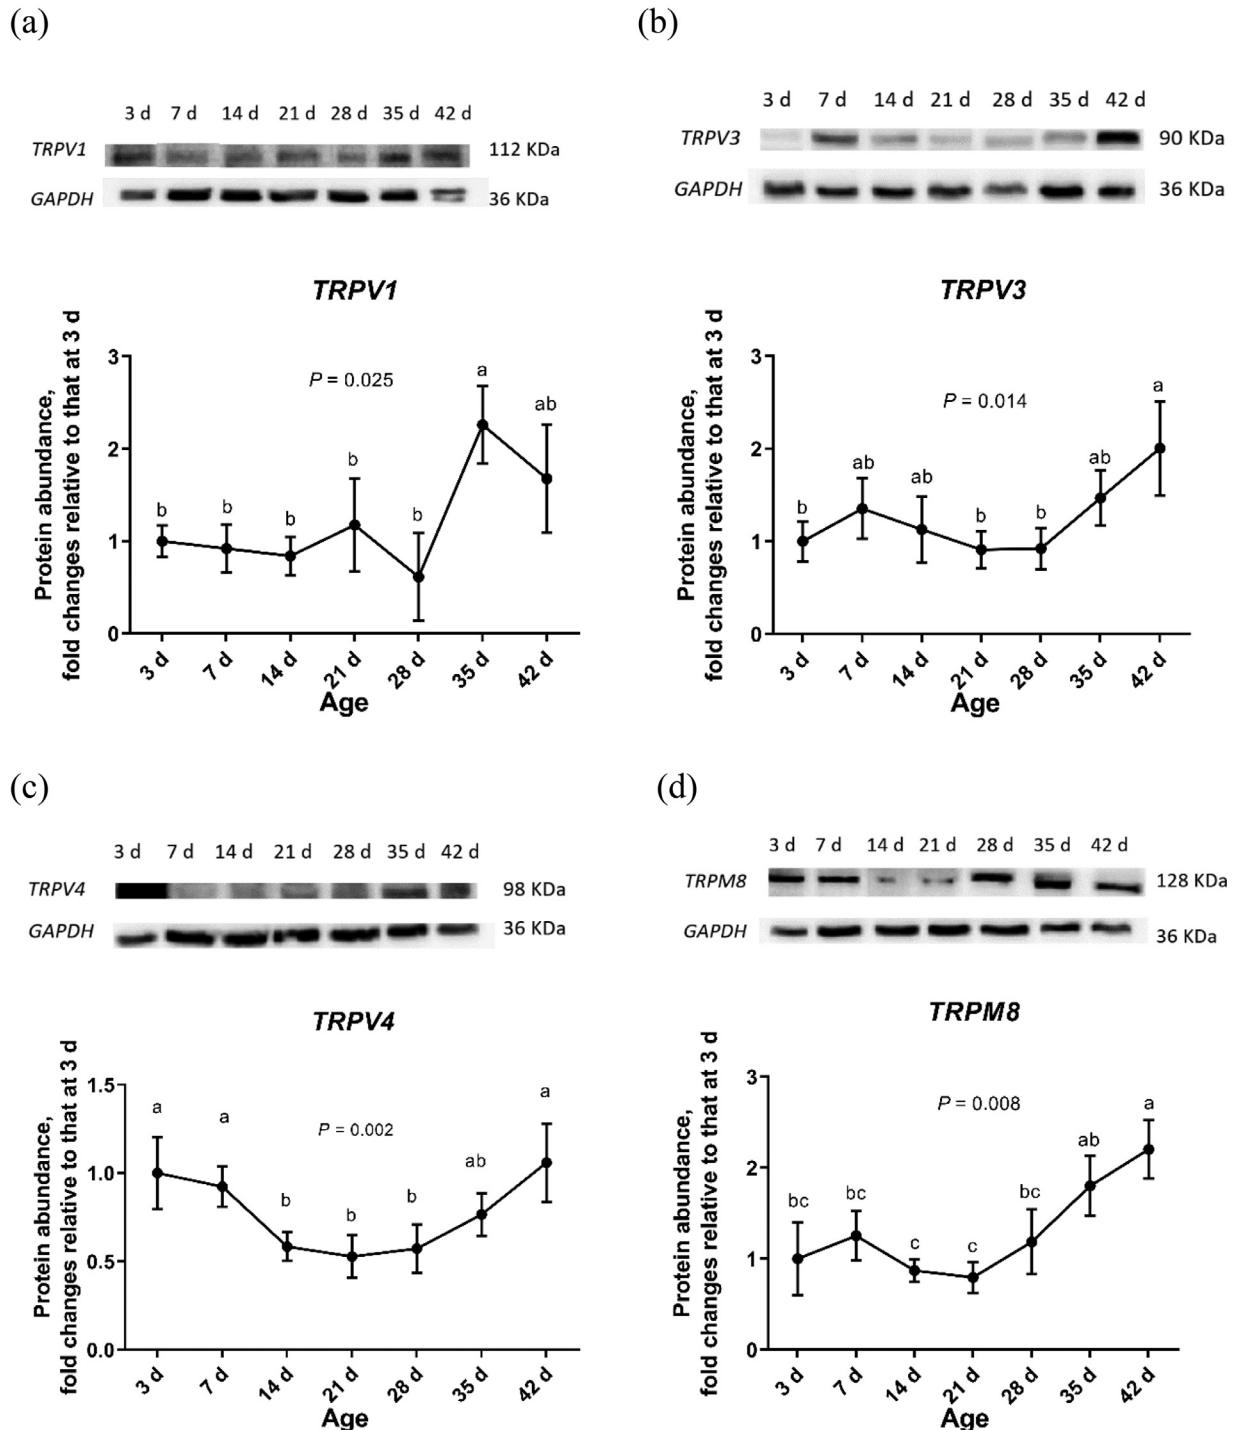 (a)
3 d 7 d 14 d 21 d 28 d 35 d 42 d
TRPV1 112 KDa
GAPDH 36 KDa
TRPV1
Protein abundance,
fold changes relative to that at 3 d
3
2
1
0
P = 0.025
b b b b b a ab
3 d 7 d 14 d 21 d 28 d 35 d 42 d
Age
(b)
3 d 7 d 14 d 21 d 28 d 35 d 42 d
TRPV3 90 KDa
GAPDH 36 KDa
TRPV3
Protein abundance,
fold changes relative to that at 3 d
3
2
1
0
P = 0.014
b ab ab b b ab a
3 d 7 d 14 d 21 d 28 d 35 d 42 d
Age
(c)
3 d 7 d 14 d 21 d 28 d 35 d 42 d
TRPV4 98 KDa
GAPDH 36 KDa
TRPV4
Protein abundance,
fold changes relative to that at 3 d
1.5
1.0
0.5
0.0
P = 0.002
a a b b b ab a
3 d 7 d 14 d 21 d 28 d 35 d 42 d
Age
(d)
3 d 7 d 14 d 21 d 28 d 35 d 42 d
TRPM8 128 KDa
GAPDH 36 KDa
TRPM8
Protein abundance,
fold changes relative to that at 3 d
3
2
1
0
P = 0.008
bc bc c c bc ab a
3 d 7 d 14 d 21 d 28 d 35 d 42 d
Age